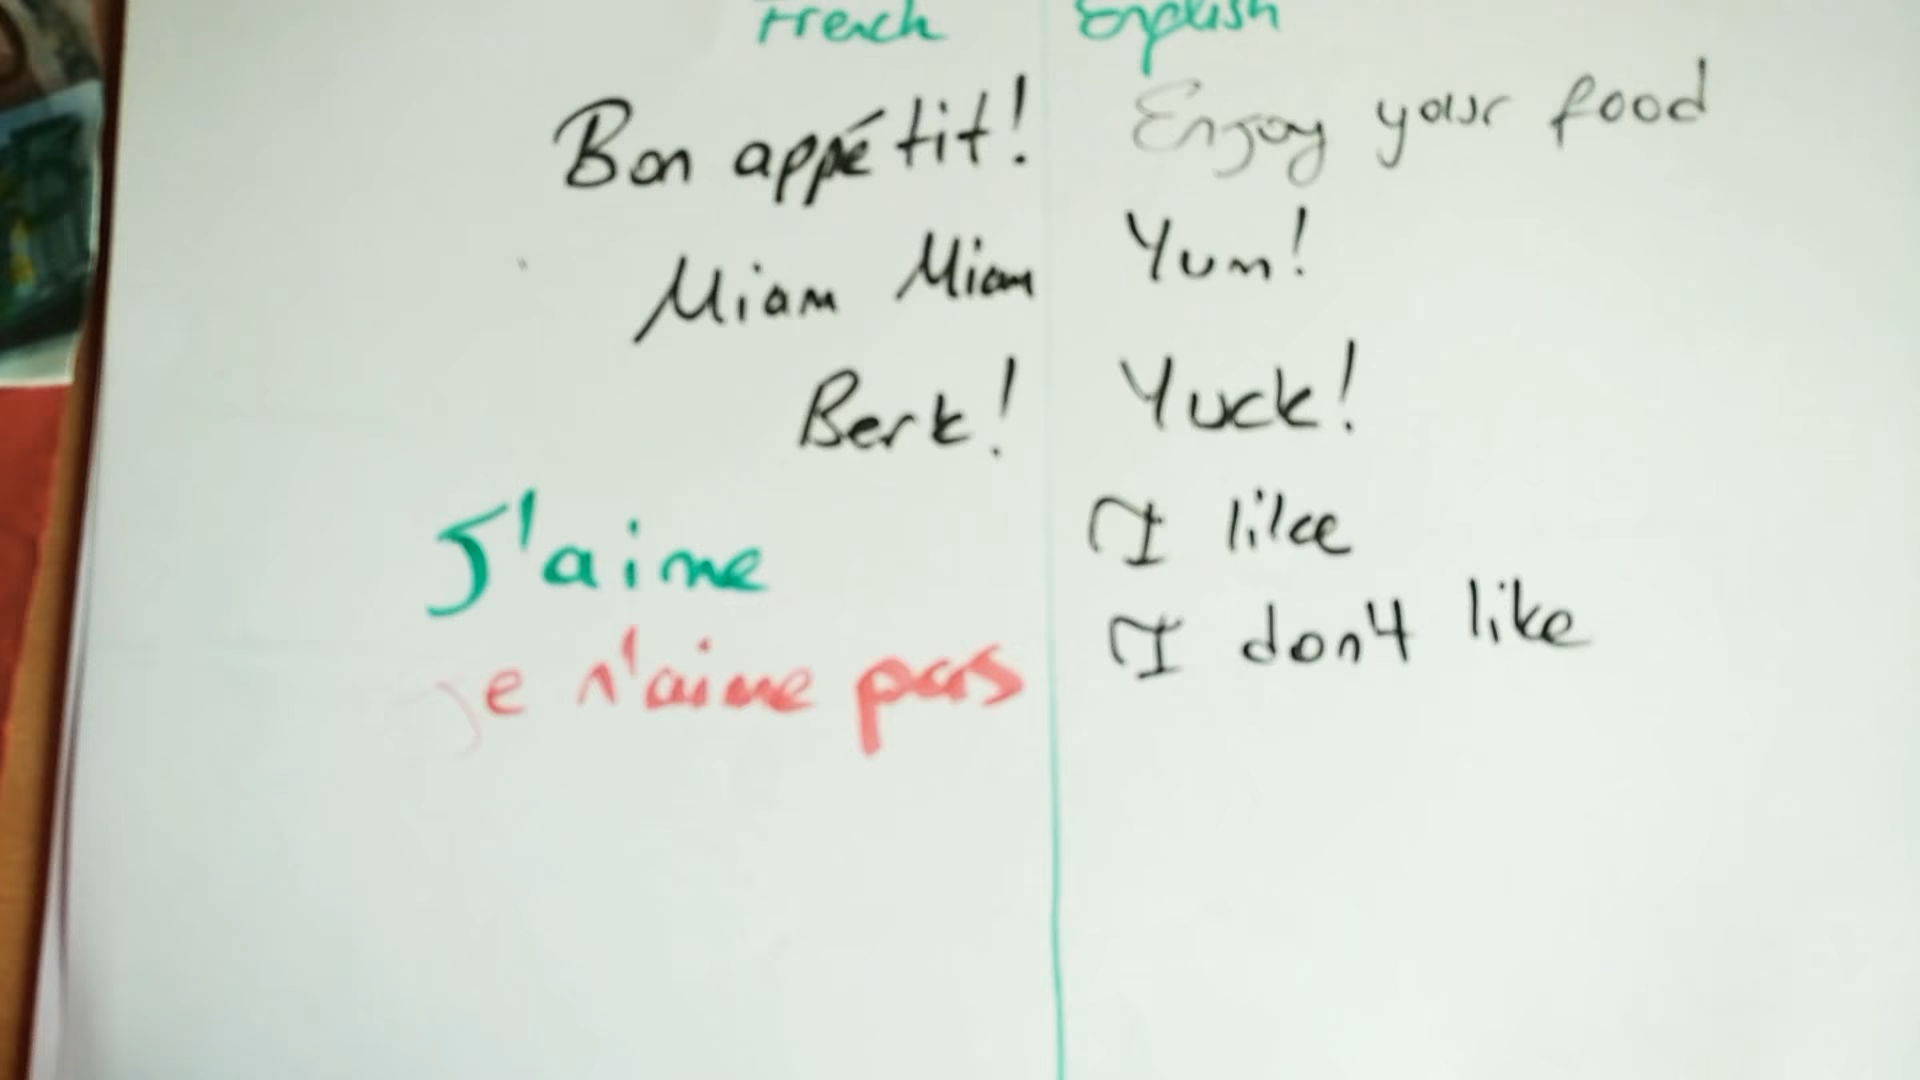 French English
Bon appétit! Enjoy your food
Miam Miam Yum!
Berk! Yuck!
J'aime I like
je n'aime pas I don't like